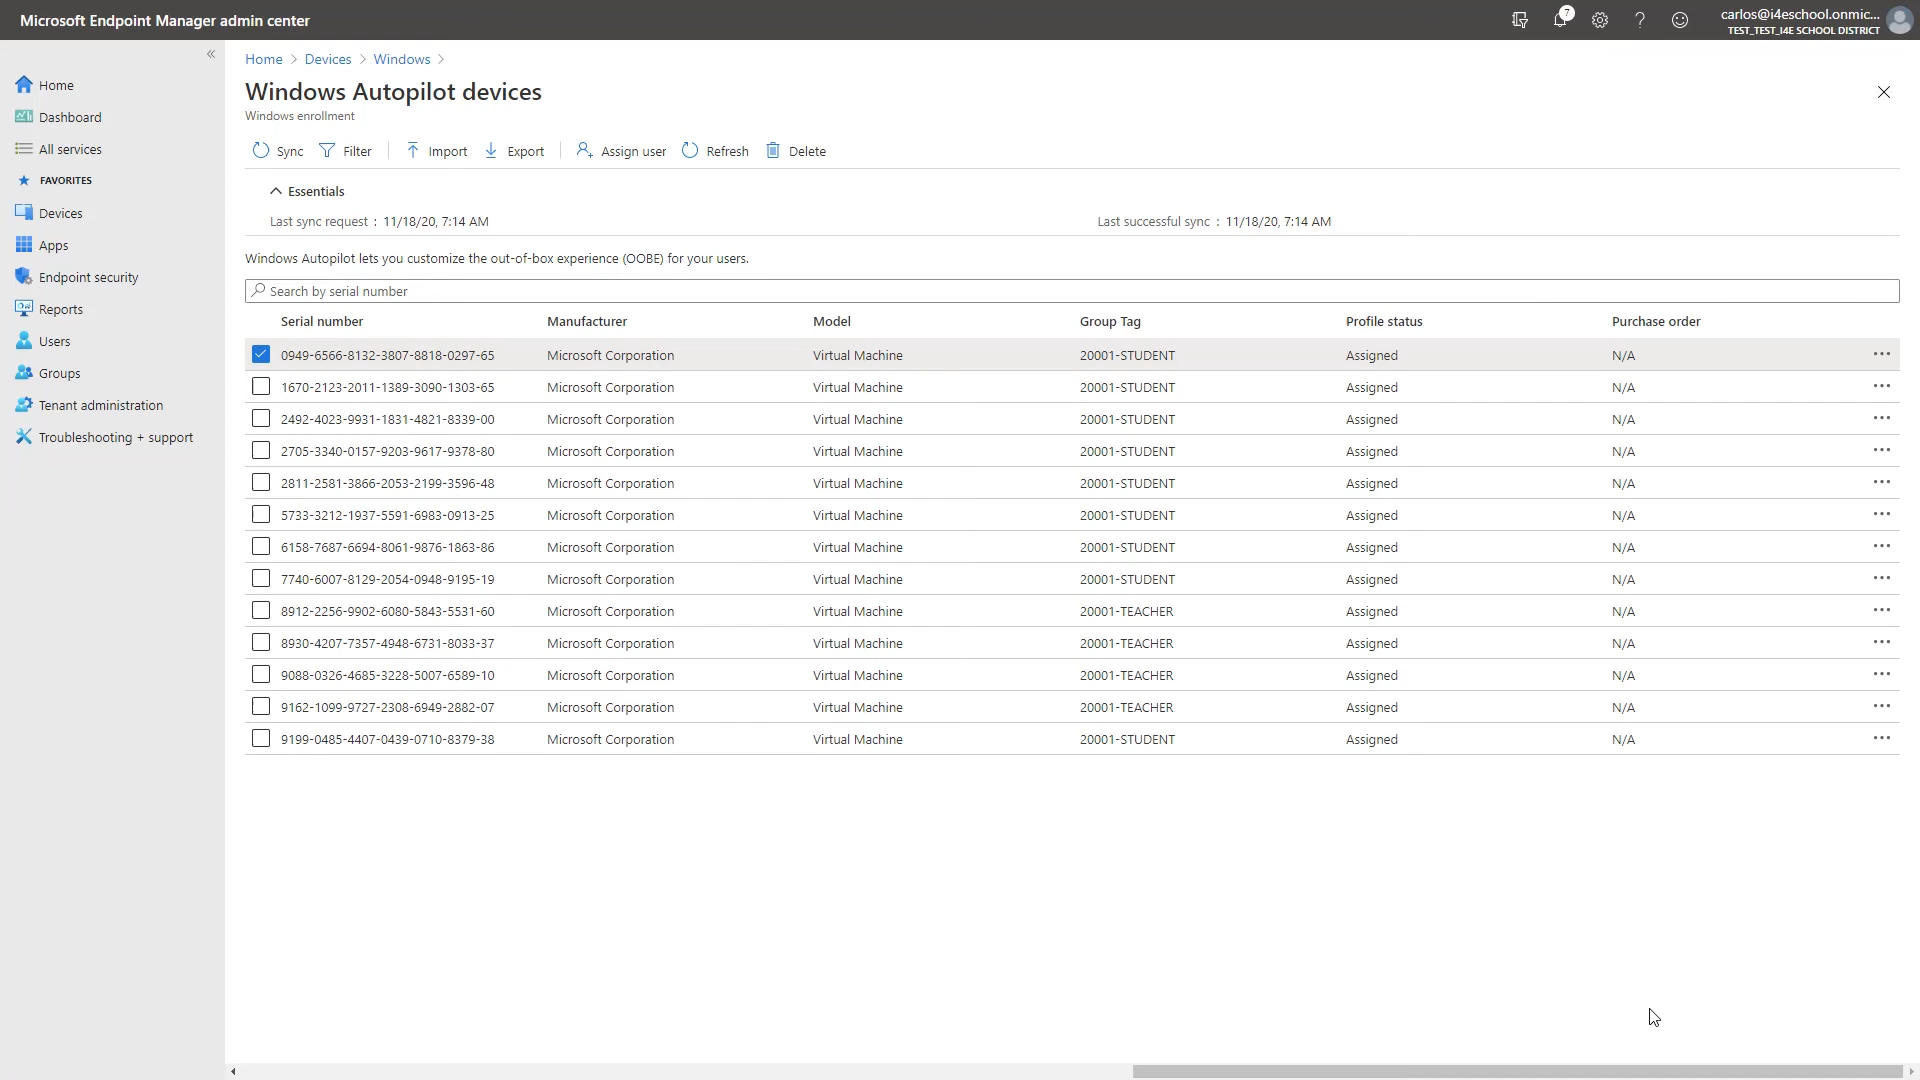 Microsoft Endpoint Manager admin center
7
carlos@i4eschool.onmic...
TEST_TEST_I4E SCHOOL DISTRICT
«
Home
Dashboard
All services
FAVORITES
Devices
Apps
Endpoint security
Reports
Users
Groups
Tenant administration
Troubleshooting + support
Home > Devices > Windows >
Windows Autopilot devices
Windows enrollment
Sync Filter Import Export Assign user Refresh Delete
Essentials
Last sync request : 11/18/20, 7:14 AM Last successful sync : 11/18/20, 7:14 AM
Windows Autopilot lets you customize the out-of-box experience (OOBE) for your users.
Search by serial number
Serial number Manufacturer Model Group Tag Profile status Purchase order
0949-6566-8132-3807-8818-0297-65 Microsoft Corporation Virtual Machine 20001-STUDENT Assigned N/A ...
1670-2123-2011-1389-3090-1303-65 Microsoft Corporation Virtual Machine 20001-STUDENT Assigned N/A ...
2492-4023-9931-1831-4821-8339-00 Microsoft Corporation Virtual Machine 20001-STUDENT Assigned N/A ...
2705-3340-0157-9203-9617-9378-80 Microsoft Corporation Virtual Machine 20001-STUDENT Assigned N/A ...
2811-2581-3866-2053-2199-3596-48 Microsoft Corporation Virtual Machine 20001-STUDENT Assigned N/A ...
5733-3212-1937-5591-6983-0913-25 Microsoft Corporation Virtual Machine 20001-STUDENT Assigned N/A ...
6158-7687-6694-8061-9876-1863-86 Microsoft Corporation Virtual Machine 20001-STUDENT Assigned N/A ...
7740-6007-8129-2054-0948-9195-19 Microsoft Corporation Virtual Machine 20001-STUDENT Assigned N/A ...
8912-2256-9902-6080-5843-5531-60 Microsoft Corporation Virtual Machine 20001-TEACHER Assigned N/A ...
8930-4207-7357-4948-6731-8033-37 Microsoft Corporation Virtual Machine 20001-TEACHER Assigned N/A ...
9088-0326-4685-3228-5007-6589-10 Microsoft Corporation Virtual Machine 20001-TEACHER Assigned N/A ...
9162-1099-9727-2308-6949-2882-07 Microsoft Corporation Virtual Machine 20001-TEACHER Assigned N/A ...
9199-0485-4407-0439-0710-8379-38 Microsoft Corporation Virtual Machine 20001-STUDENT Assigned N/A ...